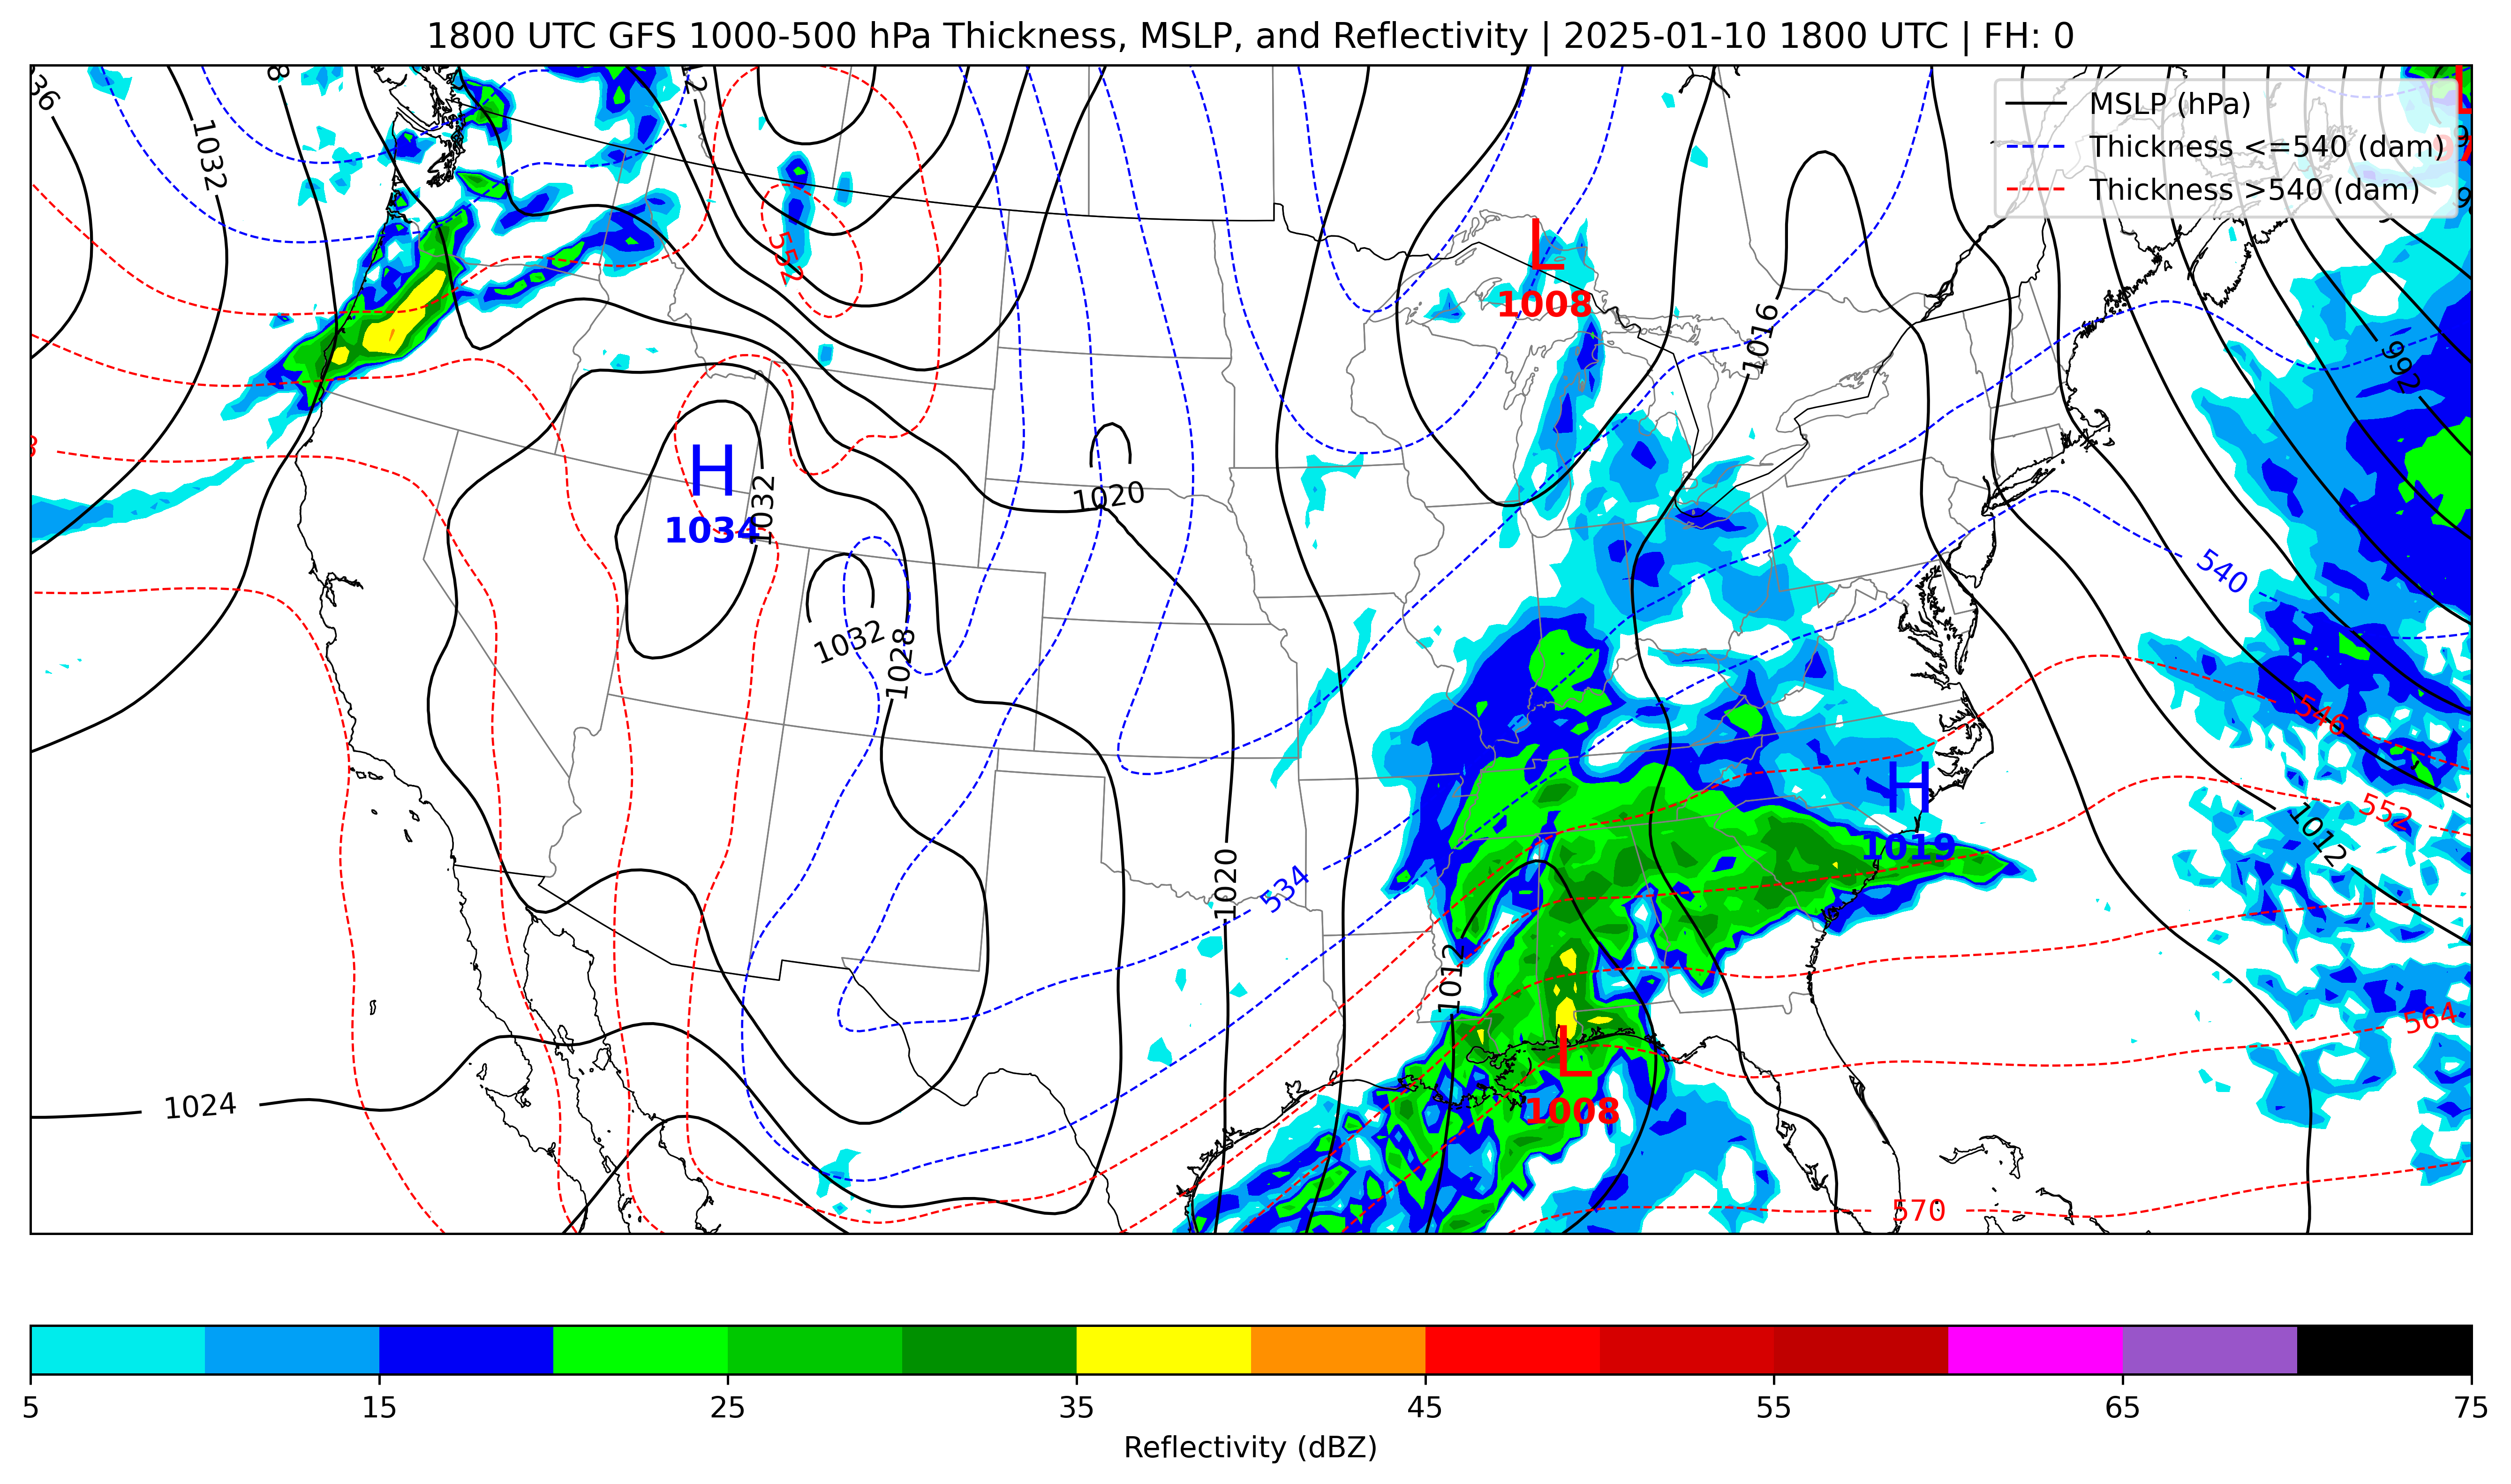 1800 UTC GFS 1000-500 hPa Thickness, MSLP, and Reflectivity | 2025-01-10 1800 UTC | FH: 0
MSLP (hPa)
Thickness <=540 (dam)
Thickness >540 (dam)
36
8
12
1032
L
L
1008
552
1016
992
H
1034
1032
1020
1032
1028
540
546
552
1012
H
1019
534
1020
1012
L
1008
564
1024
570
5 15 25 35 45 55 65 75
Reflectivity (dBZ)